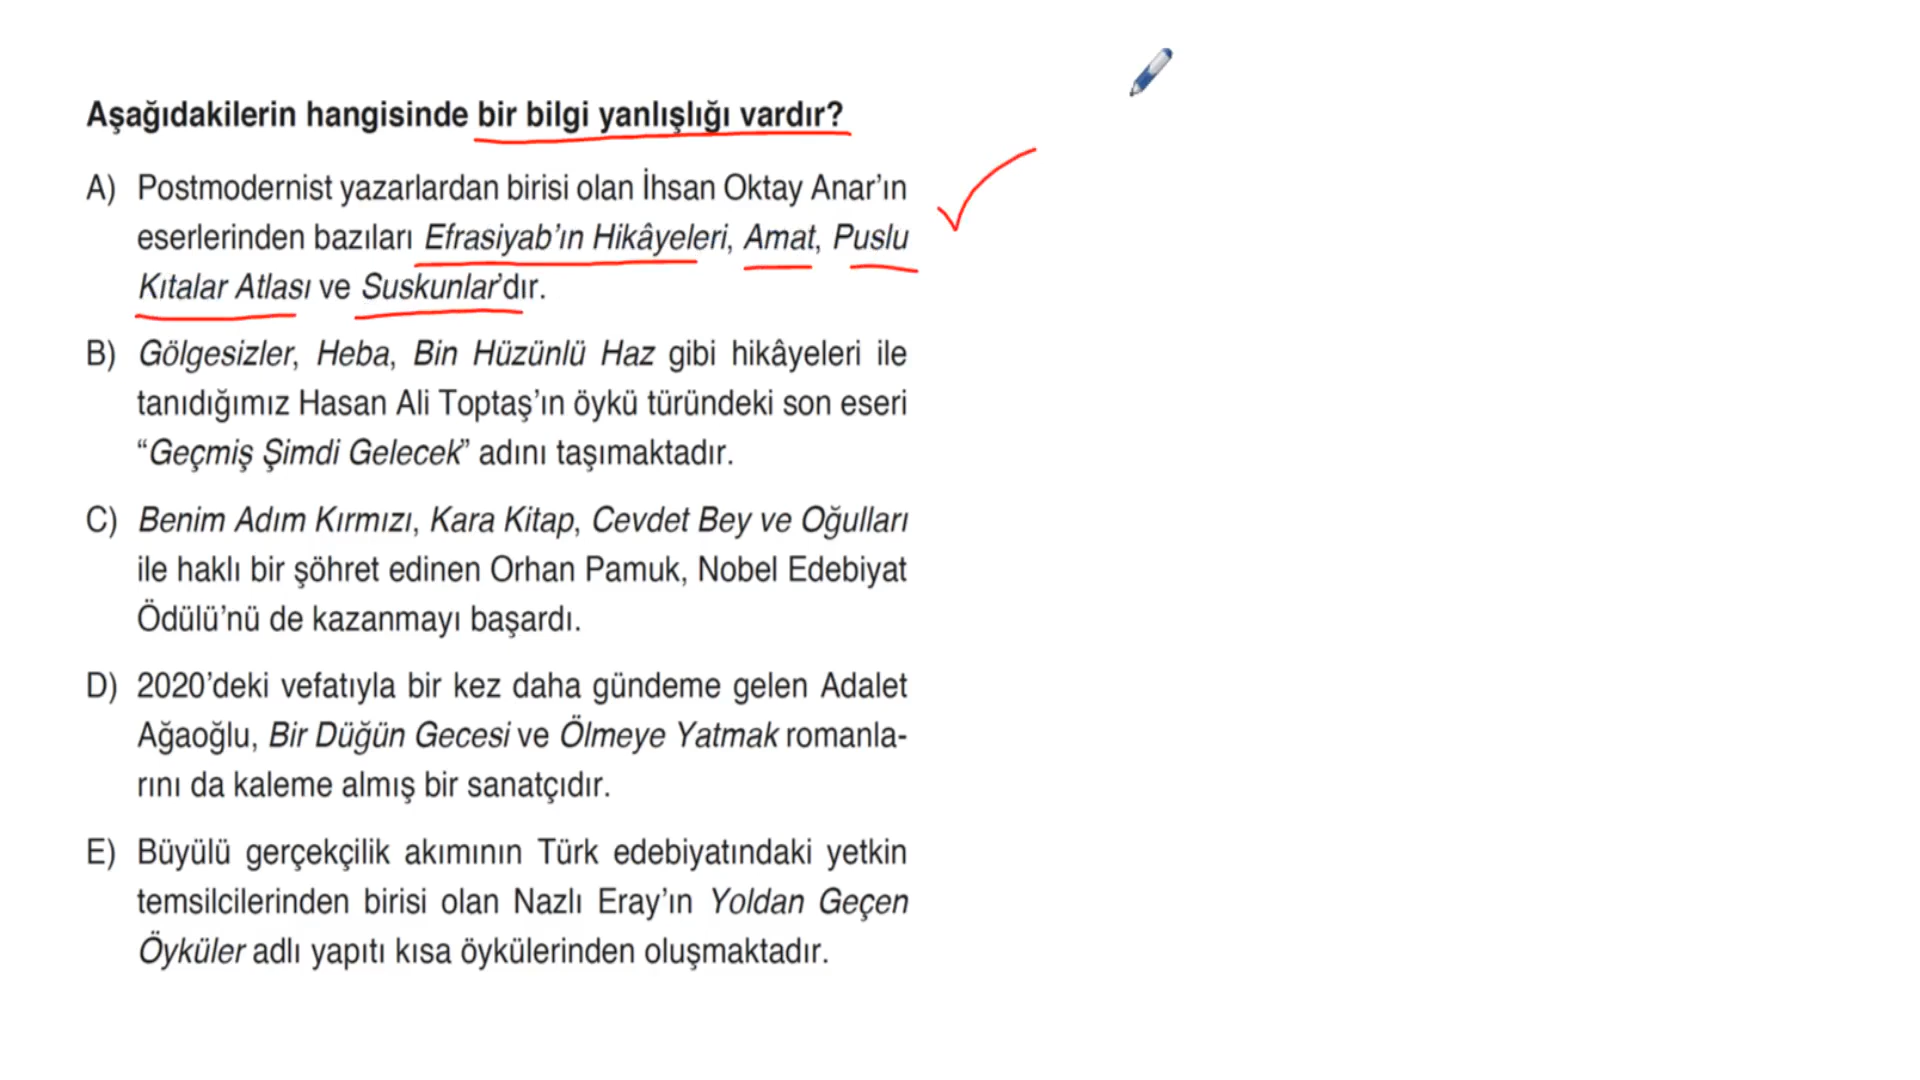 Aşağıdakilerin hangisinde bir bilgi yanlışlığı vardır?
A) Postmodernist yazarlardan birisi olan İhsan Oktay Anar’ın
eserlerinden bazıları Efrasiyab’ın Hikâyeleri, Amat, Puslu
Kıtalar Atlası ve Suskunlar’dır.
B) Gölgesizler, Heba, Bin Hüzünlü Haz gibi hikâyeleri ile
tanıdığımız Hasan Ali Toptaş’ın öykü türündeki son eseri
“Geçmiş Şimdi Gelecek” adını taşımaktadır.
C) Benim Adım Kırmızı, Kara Kitap, Cevdet Bey ve Oğulları
ile haklı bir şöhret edinen Orhan Pamuk, Nobel Edebiyat
Ödülü’nü de kazanmayı başardı.
D) 2020’deki vefatıyla bir kez daha gündeme gelen Adalet
Ağaoğlu, Bir Düğün Gecesi ve Ölmeye Yatmak romanla-
rını da kaleme almış bir sanatçıdır.
E) Büyülü gerçekçilik akımının Türk edebiyatındaki yetkin
temsilcilerinden birisi olan Nazlı Eray’ın Yoldan Geçen
Öyküler adlı yapıtı kısa öykülerinden oluşmaktadır.